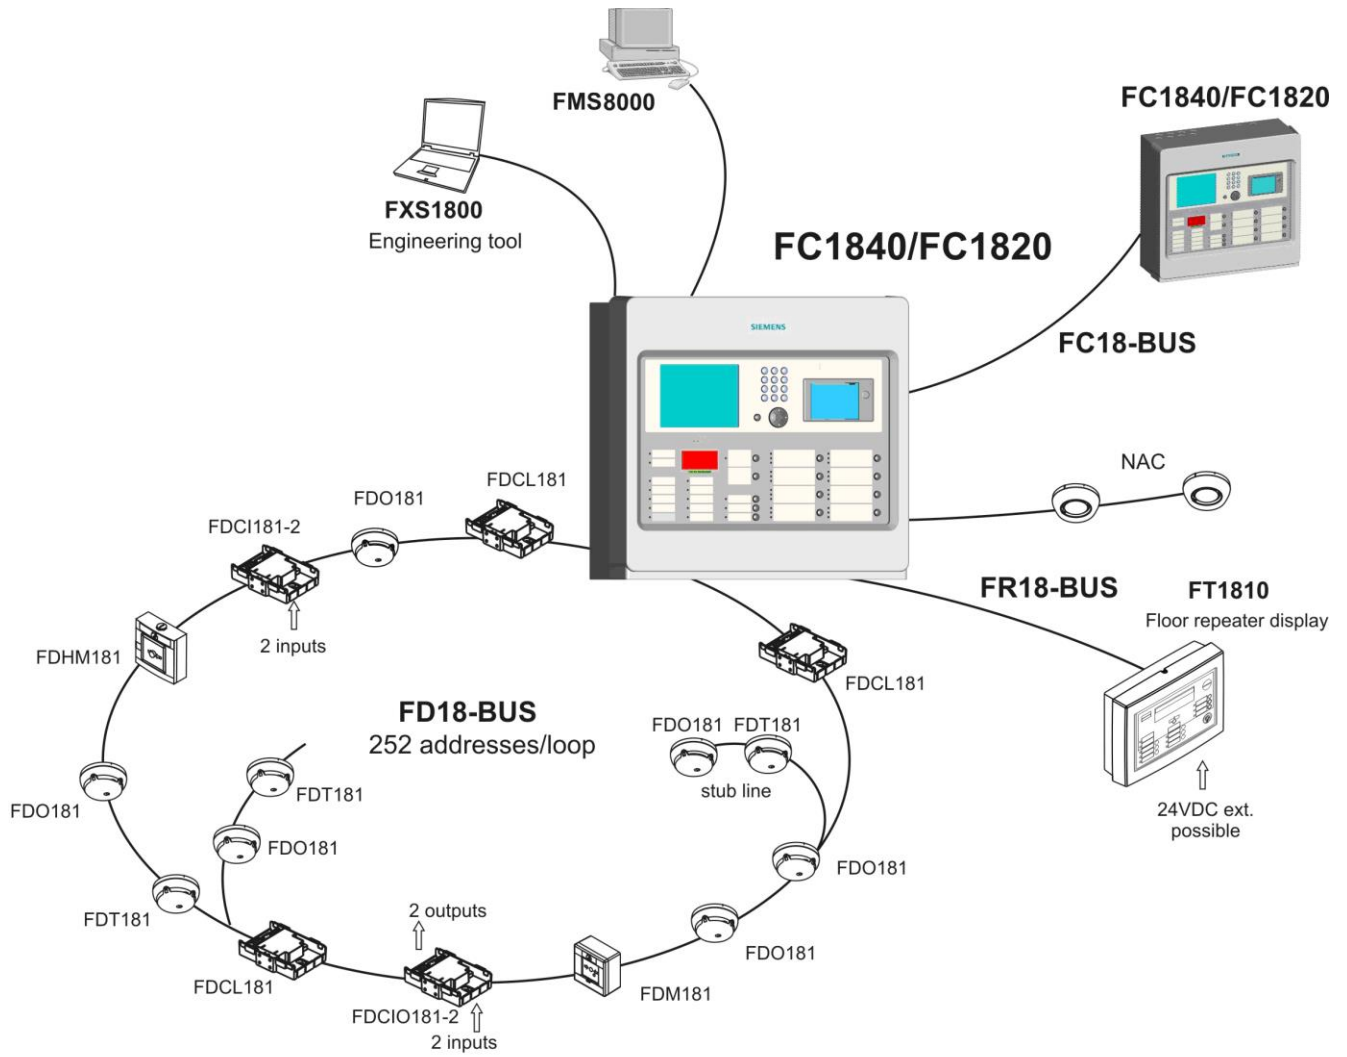 FMS8000
FC1840/FC1820
FXS1800
Engineering tool
FC1840/FC1820
SIEMENS
FC18-BUS
NAC
FDCL181
FDO181
FDCI181-2
2 inputs
FDHM181
FR18-BUS
FT1810
Floor repeater display
FDCL181
FD18-BUS
252 addresses/loop
FDO181
FDT181
stub line
FDT181
FDO181
FDO181
24VDC ext.
possible
FDO181
FDT181
2 outputs
FDO181
FDCL181
FDCIO181-2
2 inputs
FDM181